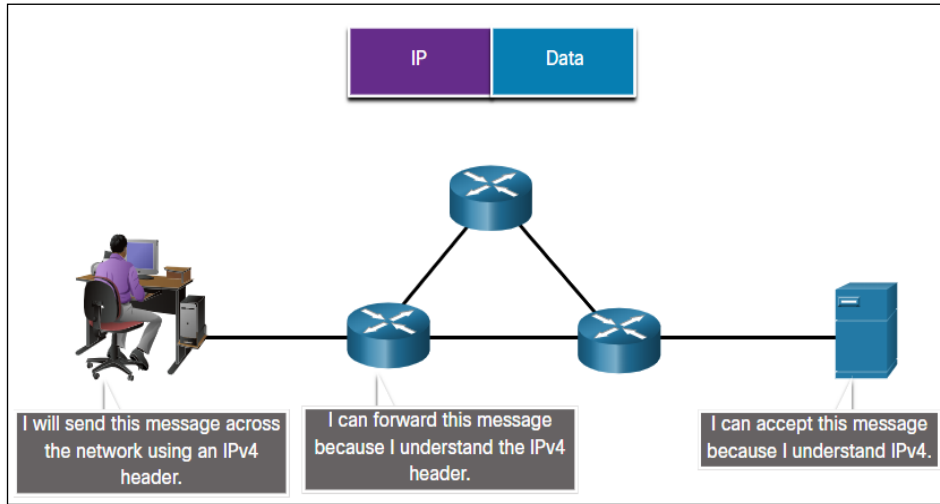 IP
Data
I will send this message across
the network using an IPv4
header.
I can forward this message
because I understand the IPv4
header.
I can accept this message
because I understand IPv4.